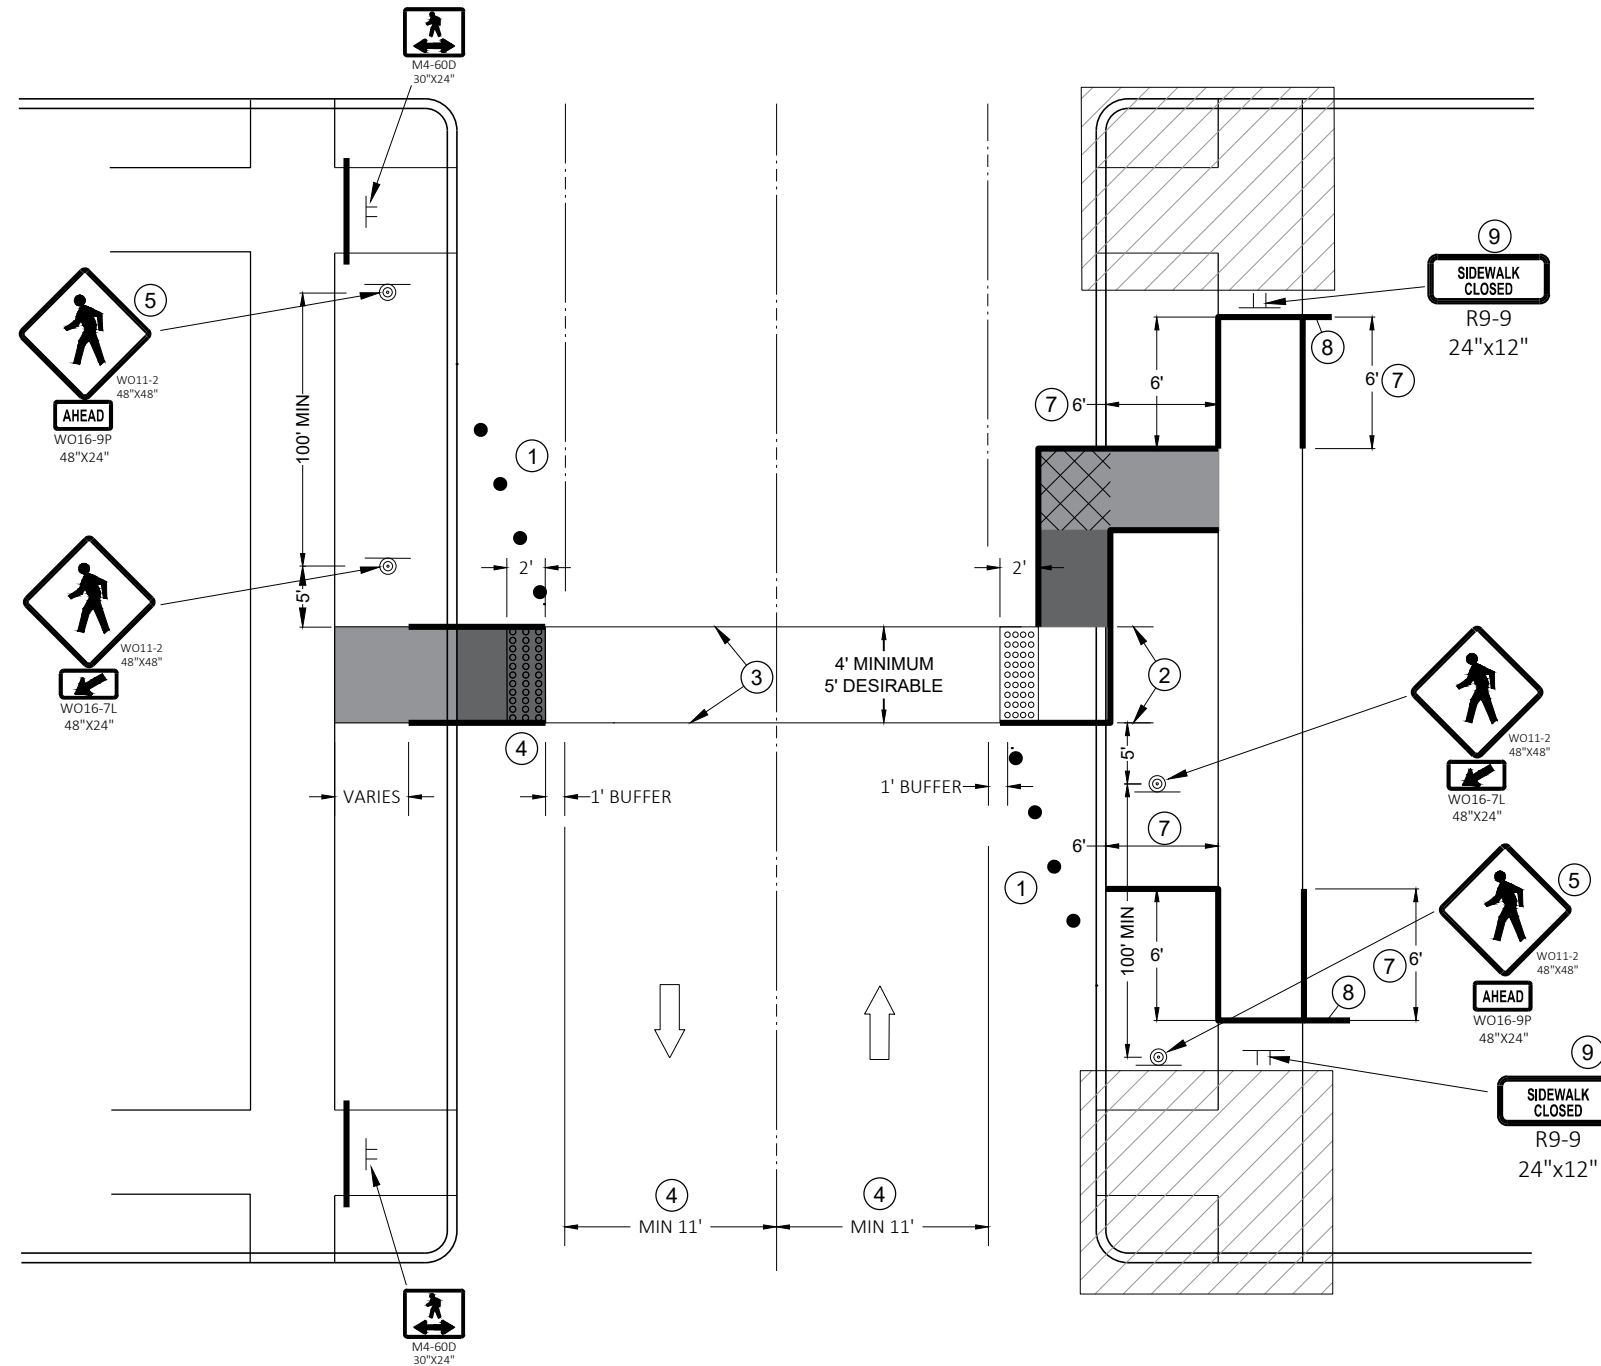 M4-60D
30"X24"
9
SIDEWALK
CLOSED
R9-9
24"x12"
5
WO11-2
48"X48"
AHEAD
WO16-9P
48"X24"
100' MIN
1
7
6'
6'
8
6'
7
WO11-2
48"X48"
WO16-7L
48"X24"
5'
2'
2'
3
4' MINIMUM
5' DESIRABLE
2
4
VARIES
1' BUFFER
1' BUFFER
5'
WO11-2
48"X48"
WO16-7L
48"X24"
7
6'
1
100' MIN
6'
7
6'
8
5
WO11-2
48"X48"
AHEAD
WO16-9P
48"X24"
9
SIDEWALK
CLOSED
R9-9
24"x12"
4
MIN 11'
4
MIN 11'
M4-60D
30"X24"